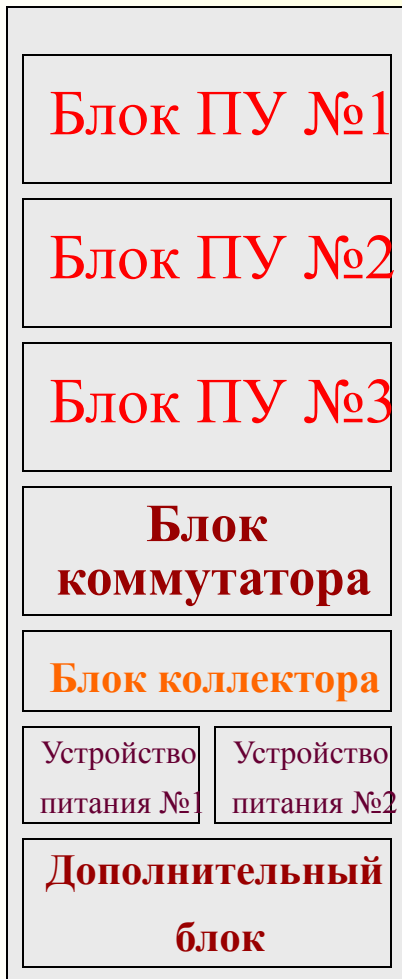 Блок ПУ №1
Блок ПУ №2
Блок ПУ №3
Блок
коммутатора
Блок коллектора
Устройство
питания №1
Устройство
питания №2
Дополнительный
блок